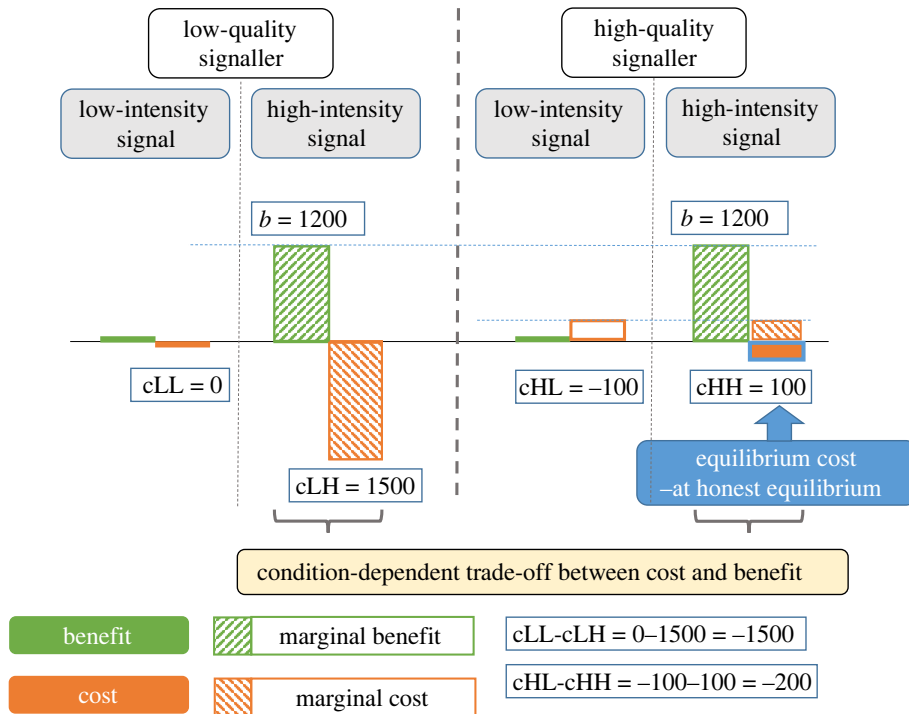 low-quality
signaller
high-quality
signaller
low-intensity
signal
high-intensity
signal
low-intensity
signal
high-intensity
signal
b = 1200
b = 1200
cLL = 0
cHL = –100
cHH = 100
equilibrium cost
–at honest equilibrium
cLH = 1500
condition-dependent trade-off between cost and benefit
benefit
marginal benefit
cLL-cLH = 0–1500 = –1500
cost
marginal cost
cHL-cHH = –100–100 = –200